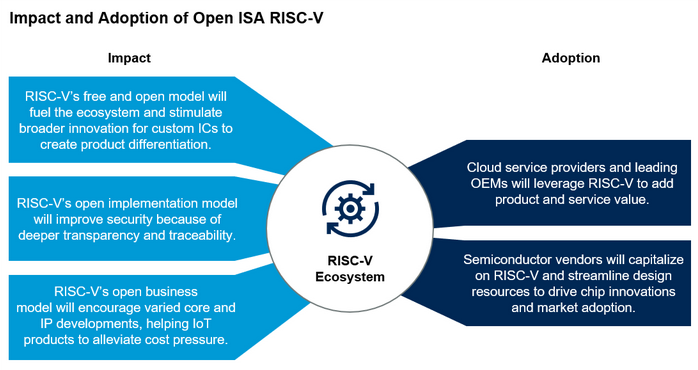 Impact and Adoption of Open ISA RISC-V
Impact
RISC-V's free and open model will
fuel the ecosystem and stimulate
broader innovation for custom ICs to
create product differentiation.
RISC-V's open implementation model
will improve security because of
deeper transparency and traceability.
RISC-V's open business
model will encourage varied core and
IP developments, helping IoT
products to alleviate cost pressure.
RISC-V
Ecosystem
Adoption
Cloud service providers and leading
OEMs will leverage RISC-V to add
product and service value.
Semiconductor vendors will capitalize
on RISC-V and streamline design
resources to drive chip innovations
and market adoption.